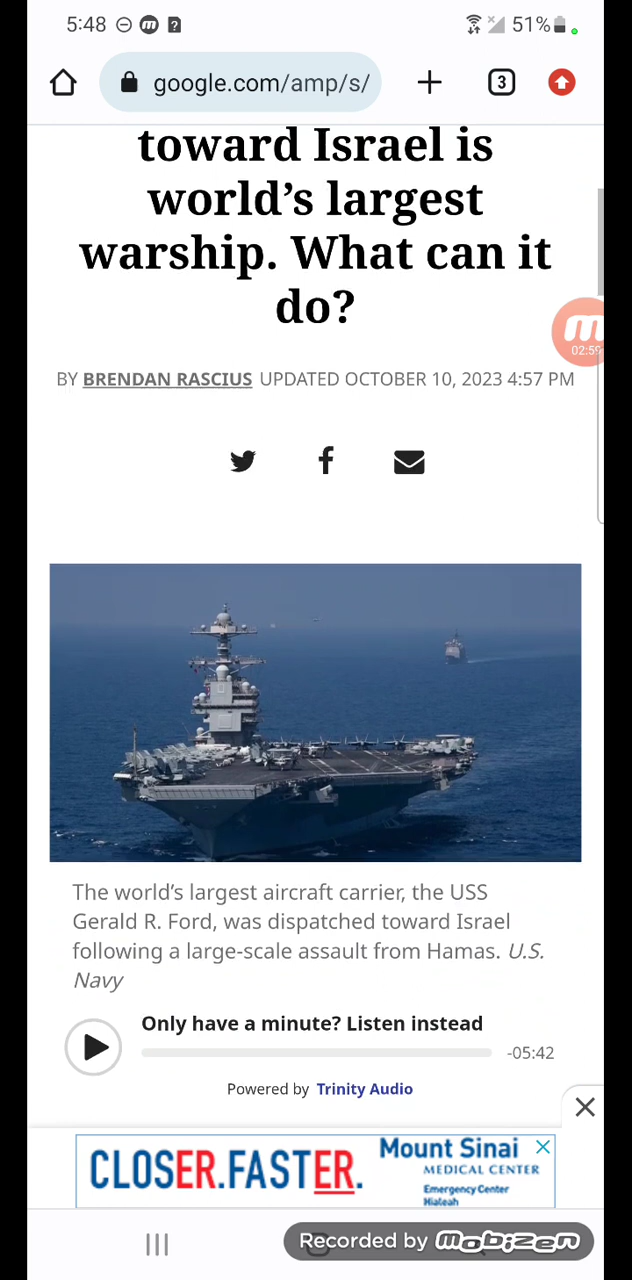 5:48
51%
google.com/amp/s/
3
toward Israel is
world’s largest
warship. What can it
do?
02:59
BY BRENDAN RASCIUS UPDATED OCTOBER 10, 2023 4:57 PM
The world’s largest aircraft carrier, the USS
Gerald R. Ford, was dispatched toward Israel
following a large-scale assault from Hamas. U.S.
Navy
Only have a minute? Listen instead
-05:42
Powered by Trinity Audio
CLOSER.FASTER.
Mount Sinai
MEDICAL CENTER
Emergency Center
Hialeah
Recorded by mobizen